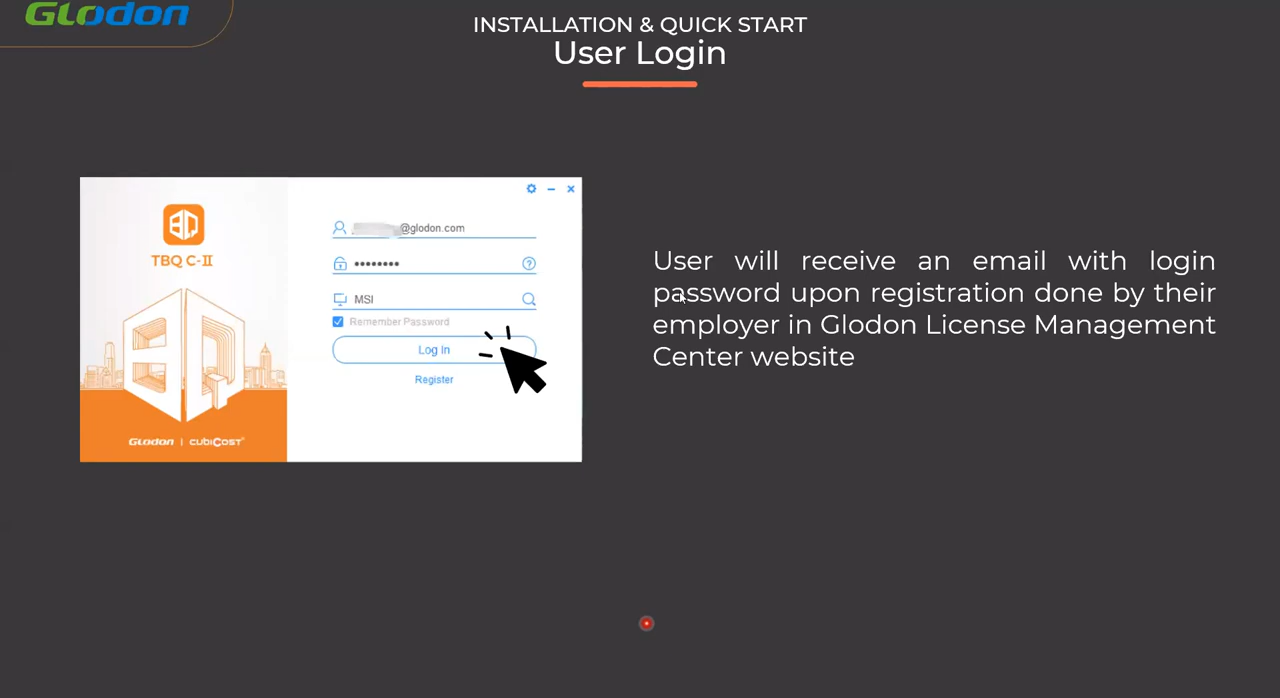 GLODON
INSTALLATION & QUICK START
User Login
@glodon.com
TBQ C-II
••••••••
MSI
Remember Password
Log In
Register
GLODON | CUBICOST
User will receive an email with login
password upon registration done by their
employer in Glodon License Management
Center website